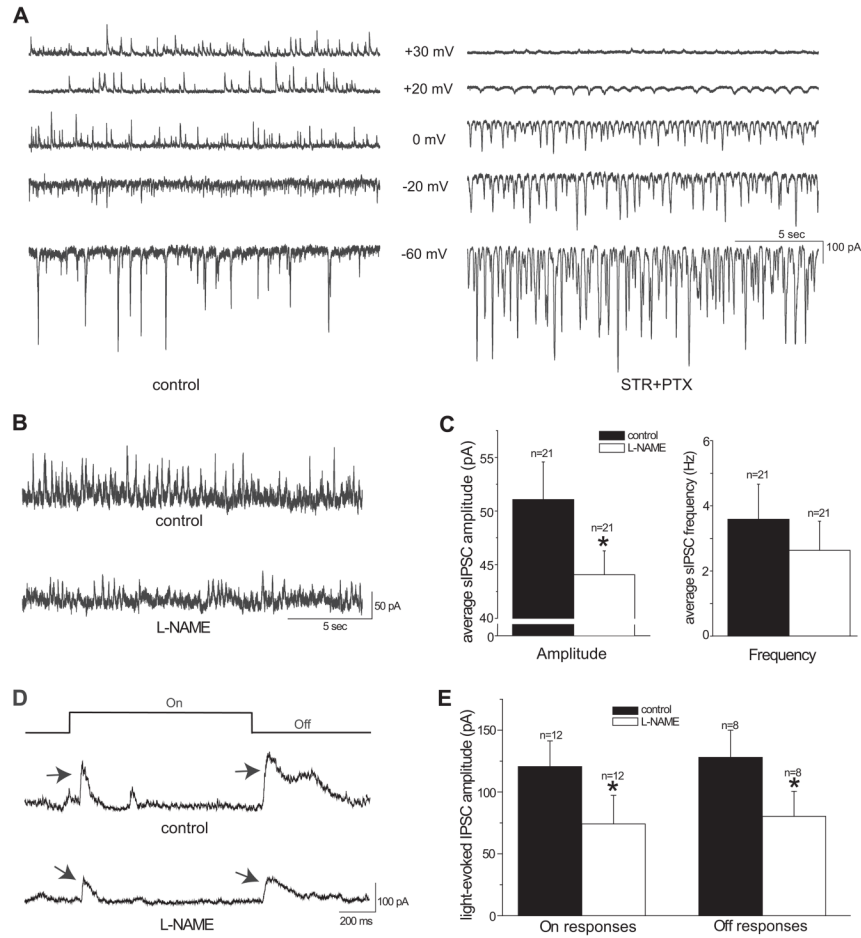 A
+30 mV
+20 mV
0 mV
-20 mV
-60 mV
5 sec
100 pA
control
STR+PTX
B
control
L-NAME
50 pA
5 sec
C
control
L-NAME
average sIPSC amplitude (pA)
55
50
45
40
0
n=21
n=21
*
Amplitude
average sIPSC frequency (Hz)
6
4
2
0
n=21
n=21
Frequency
D
On
Off
control
L-NAME
100 pA
200 ms
E
control
L-NAME
light-evoked IPSC amplitude (pA)
150
100
75
50
0
n=12
n=12
*
n=8
n=8
*
On responses
Off responses